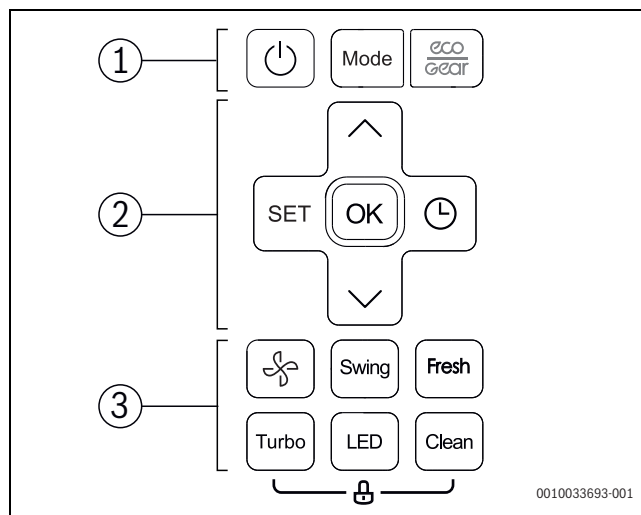 1
Mode
eco
Gear
2
SET
OK
3
Swing
Fresh
Turbo
LED
Clean
0010033693-001